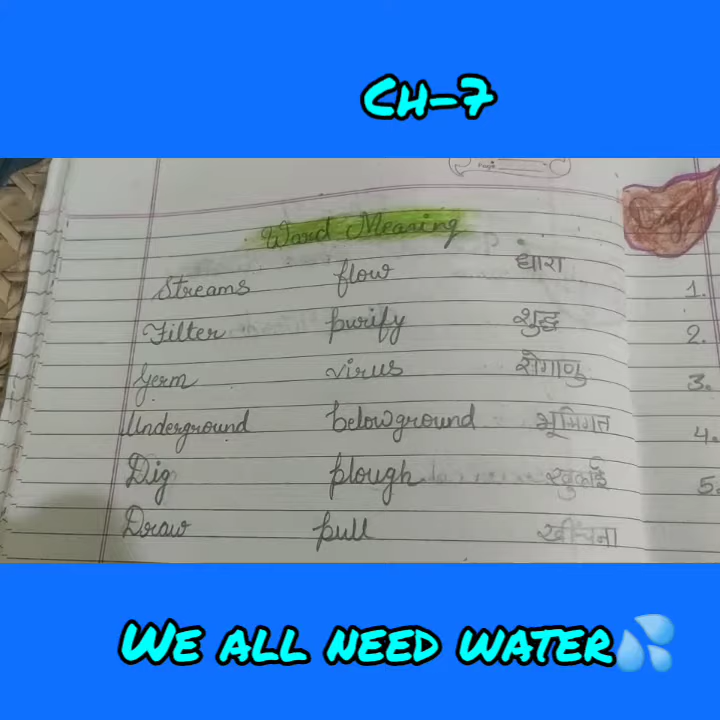 CH-7
Word Meaning
Streams flow धारा
Filter purify शुद्ध
Germ virus रोगाणु
Underground belowground भूमिगत
Dig plough
Draw pull खींचना
1.
2.
3.
4.
5.
WE ALL NEED WATER💦